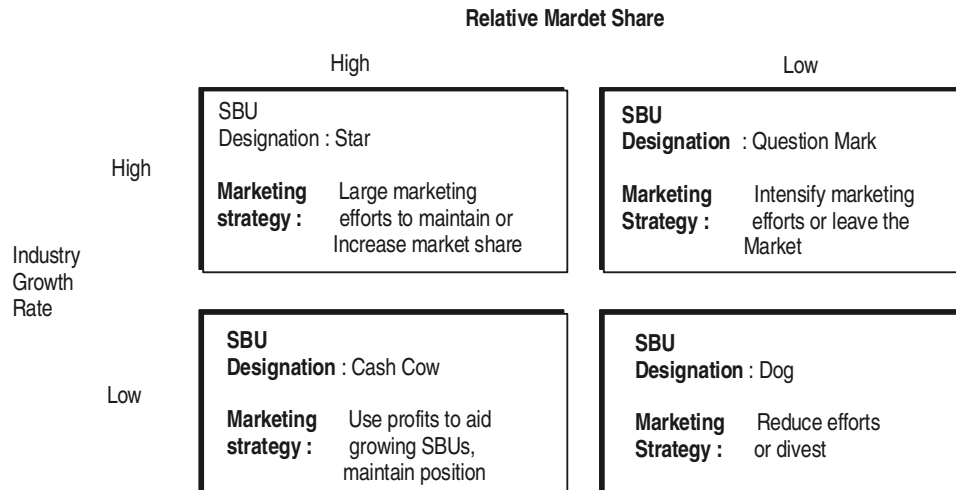 Relative Mardet Share
High
Low
High
SBU
Designation : Star
Marketing Large marketing
strategy : efforts to maintain or
Increase market share
SBU
Designation : Question Mark
Marketing Intensify marketing
Strategy : efforts or leave the
Market
Industry
Growth
Rate
Low
SBU
Designation : Cash Cow
Marketing Use profits to aid
strategy : growing SBUs,
maintain position
SBU
Designation : Dog
Marketing Reduce efforts
Strategy : or divest